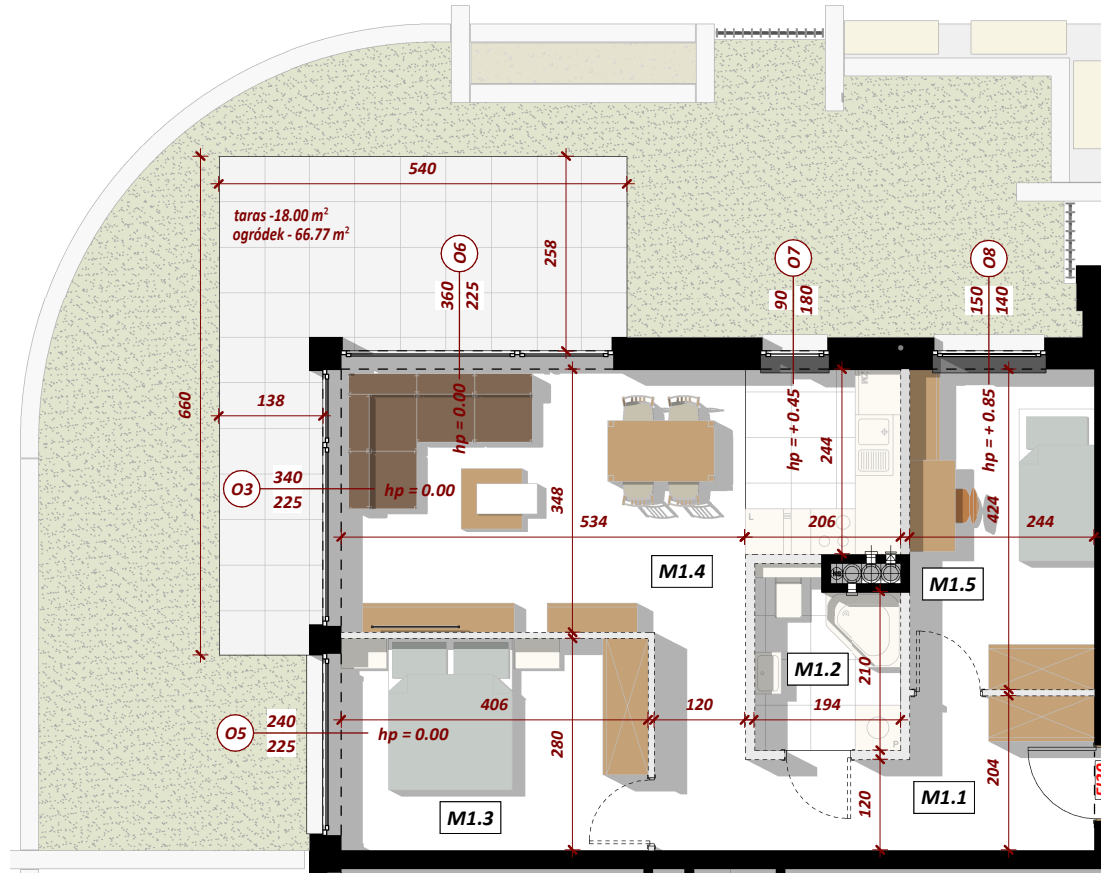 540
taras -18.00 m²
ogródek - 66.77 m²
258
O6
360
225
O7
90
180
O8
150
140
660
138
hp = 0.00
hp = + 0.45
244
hp = + 0.85
424
O3
340
225
hp = 0.00
348
534
206
244
L
M1.4
M1.5
M1.2
210
406
120
194
O5
240
225
hp = 0.00
280
P
204
M1.3
120
M1.1
EI30